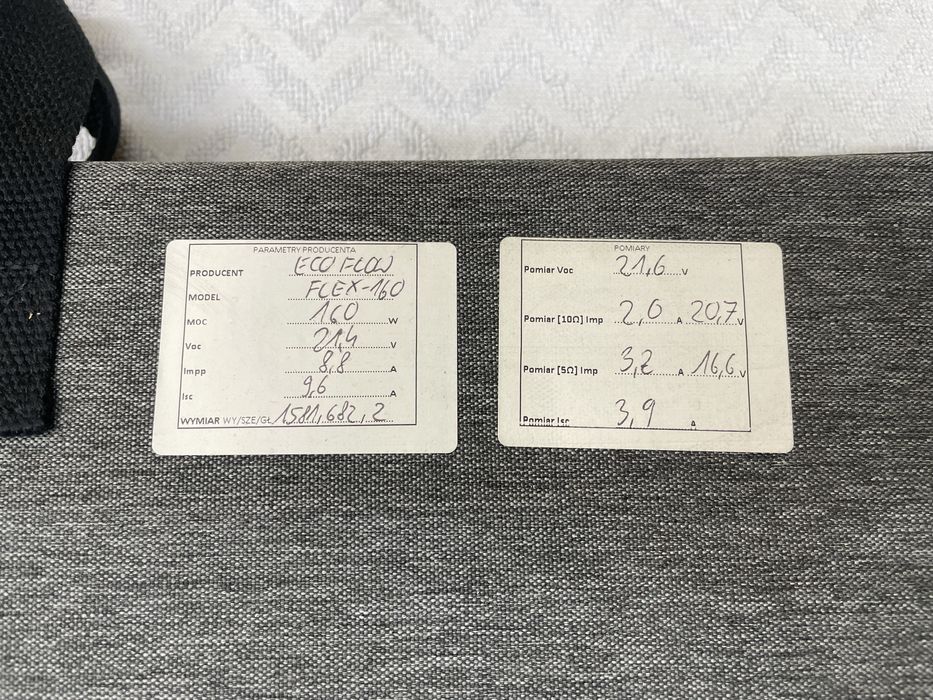 PARAMETRY PRODUCENTA
PRODUCENT ECO FLOW
MODEL FLEX-160
MOC 160 W
Voc 21,4 V
Impp 8,8 A
Isc 9,6 A
WYMIAR WY/SZE/GŁ 1581,682,2
POMIARY
Pomiar Voc 21,6 V
Pomiar [10Ω] Imp 2,0 A 20,7 V
Pomiar [5Ω] Imp 3,2 A 16,6 V
Pomiar Isc 3,9 A